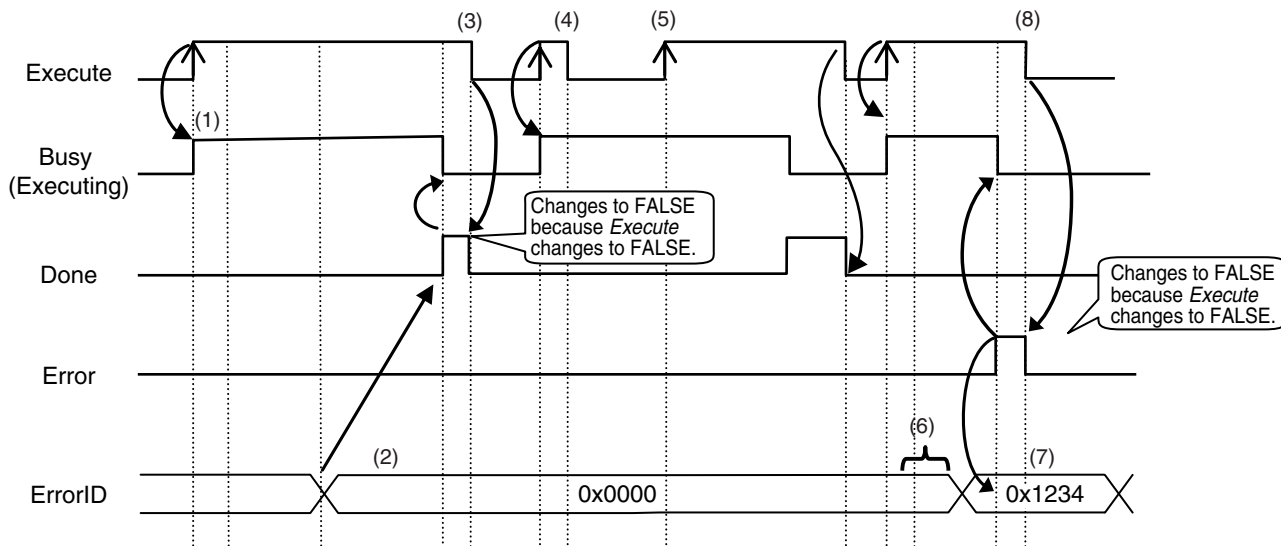 (3)
(4)
(5)
(8)
Execute
(1)
Busy
(Executing)
Changes to FALSE
because Execute
changes to FALSE.
Done
Changes to FALSE
because Execute
changes to FALSE.
Error
(6)
(2)
(7)
ErrorID
0x0000
0x1234